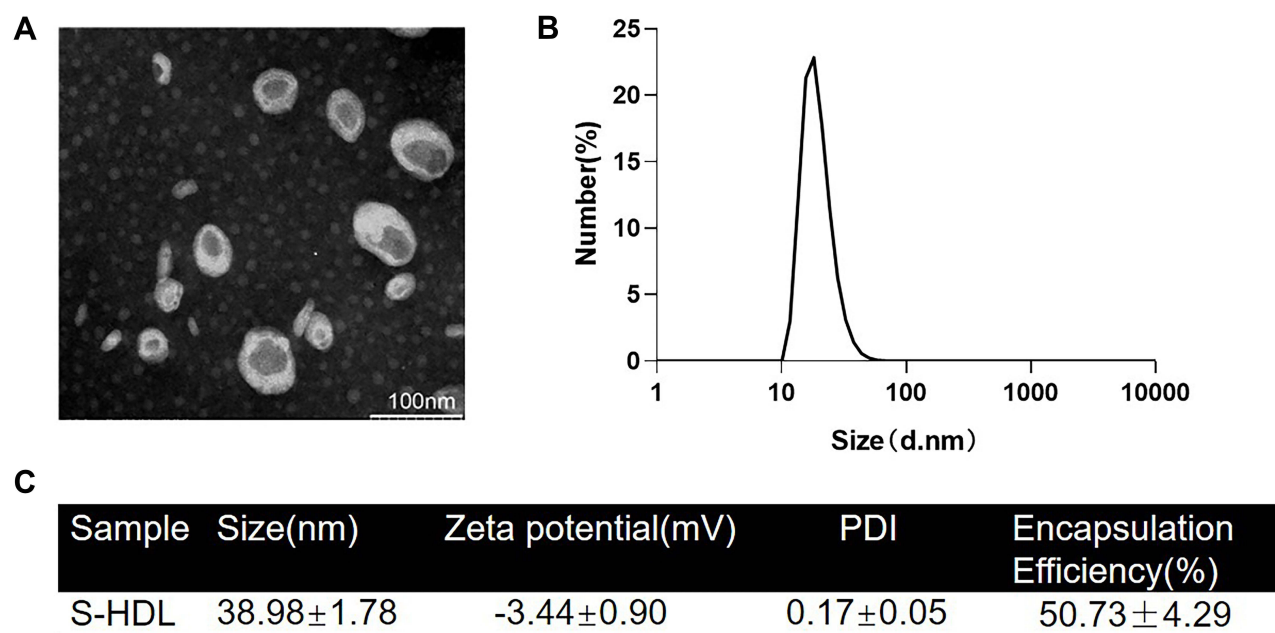 A
100nm
B
25
20
15
10
5
0
Number(%)
1
10
100
1000
10000
Size(d.nm)
C
Sample Size(nm) Zeta potential(mV) PDI Encapsulation
Efficiency(%)
S-HDL 38.98±1.78 -3.44±0.90 0.17±0.05 50.73±4.29